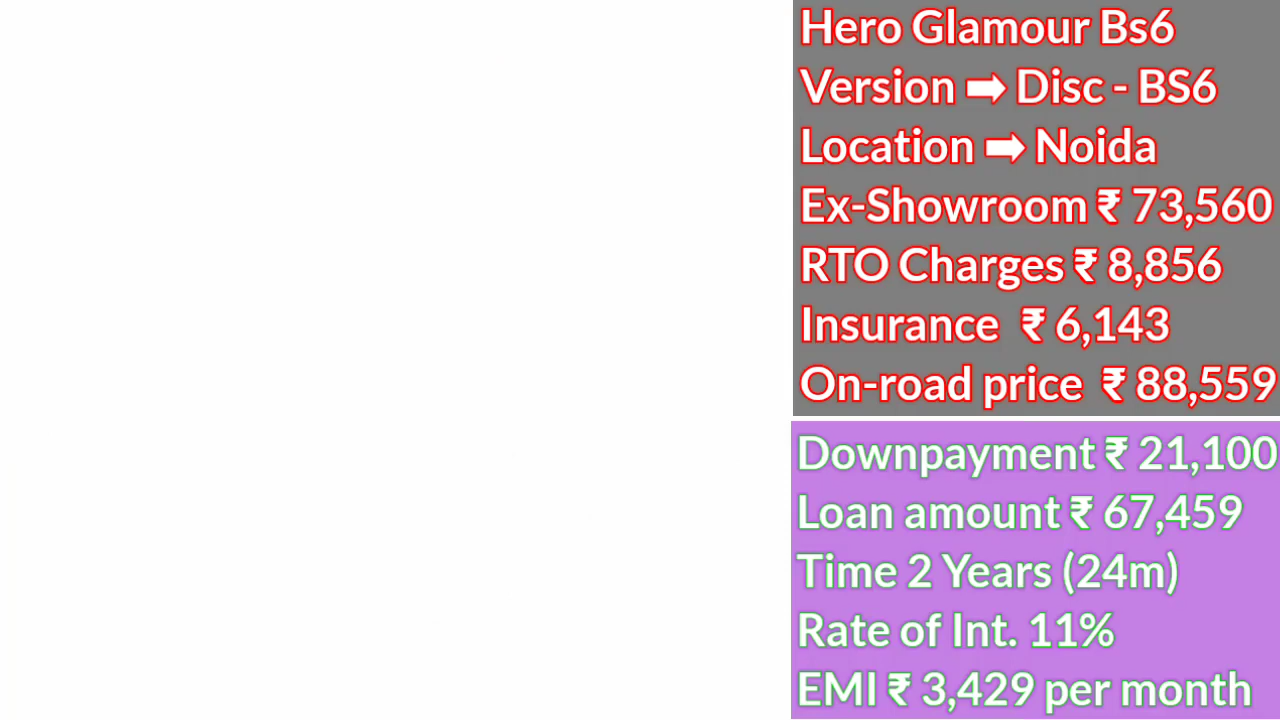 Hero Glamour Bs6
Version ➡ Disc - BS6
Location ➡ Noida
Ex-Showroom ₹ 73,560
RTO Charges ₹ 8,856
Insurance ₹ 6,143
On-road price ₹ 88,559
Downpayment ₹ 21,100
Loan amount ₹ 67,459
Time 2 Years (24m)
Rate of Int. 11%
EMI ₹ 3,429 per month